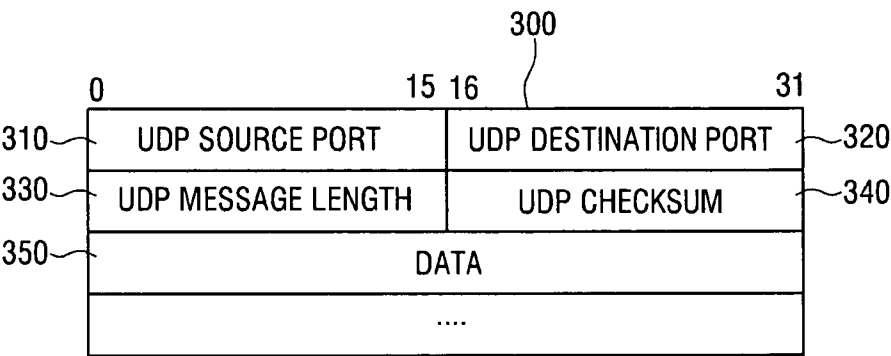 300
0 15 16 31
310 UDP SOURCE PORT UDP DESTINATION PORT 320
330 UDP MESSAGE LENGTH UDP CHECKSUM 340
350 DATA
....